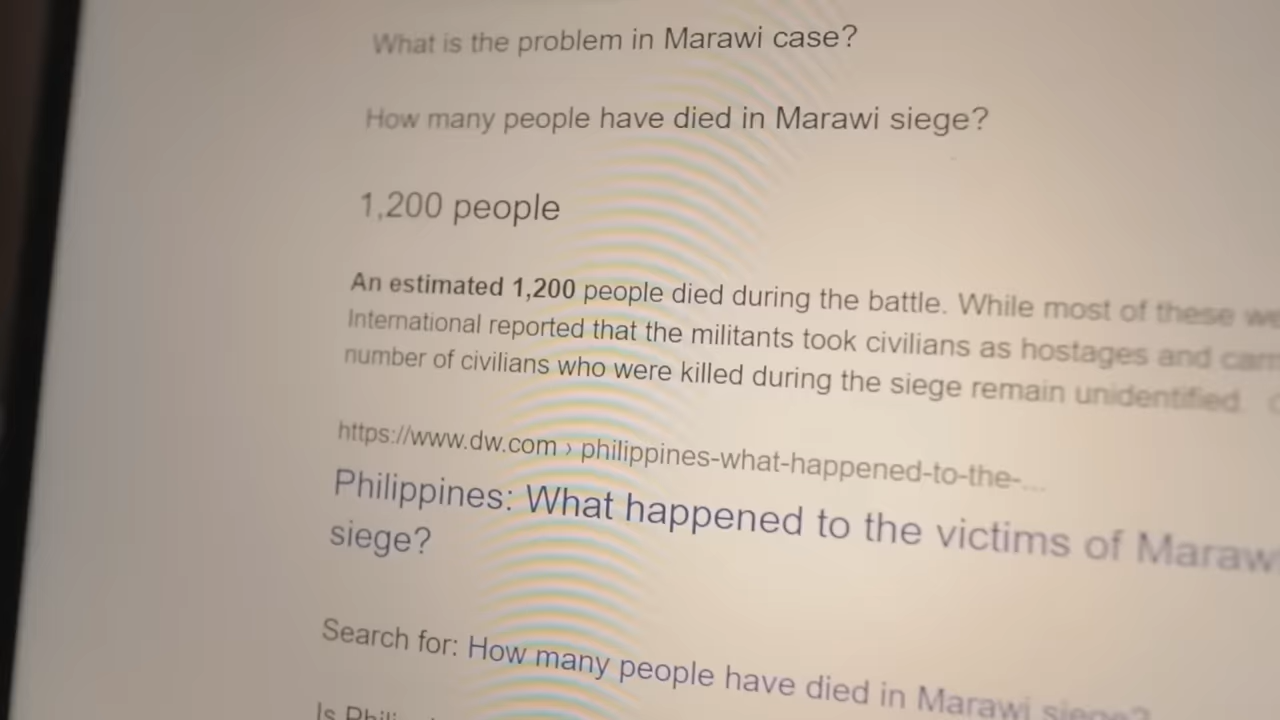 What is the problem in Marawi case?
How many people have died in Marawi siege?
1,200 people
An estimated 1,200 people died during the battle. While most of these
International reported that the militants took civilians as hostages and
number of civilians who were killed during the siege remain unidentified.
https://www.dw.com › philippines-what-happened-to-the-...
Philippines: What happened to the victims of Maraw
siege?
Search for: How many people have died in Marawi siege?
Is